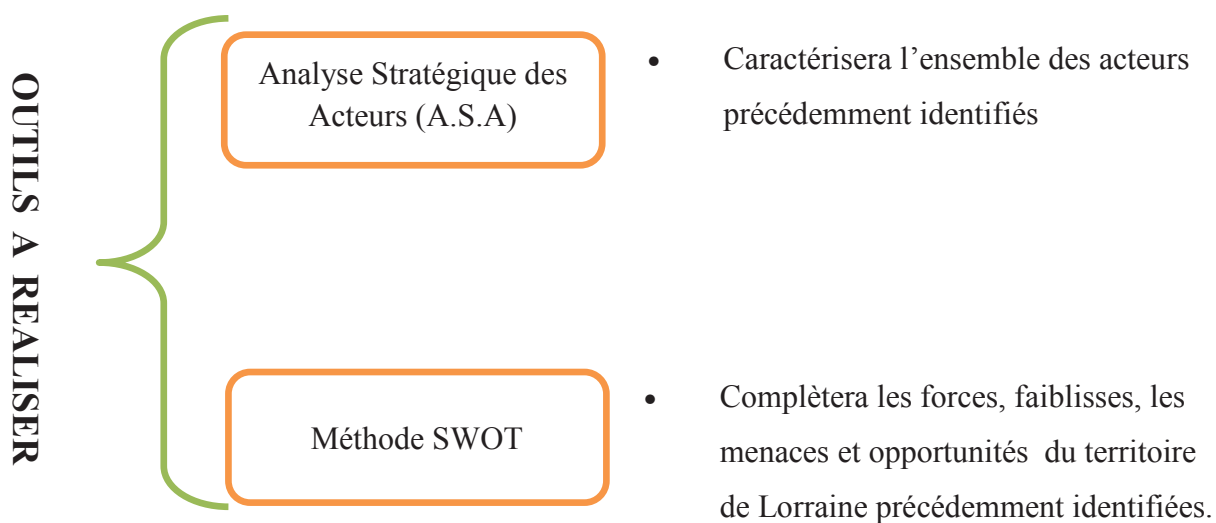 OUTILS A REALISER
Analyse Stratégique des
Acteurs (A.S.A)
• Caractérisera l’ensemble des acteurs
précédemment identifiés
Méthode SWOT
• Complètera les forces, faiblisses, les
menaces et opportunités du territoire
de Lorraine précédemment identifiées.